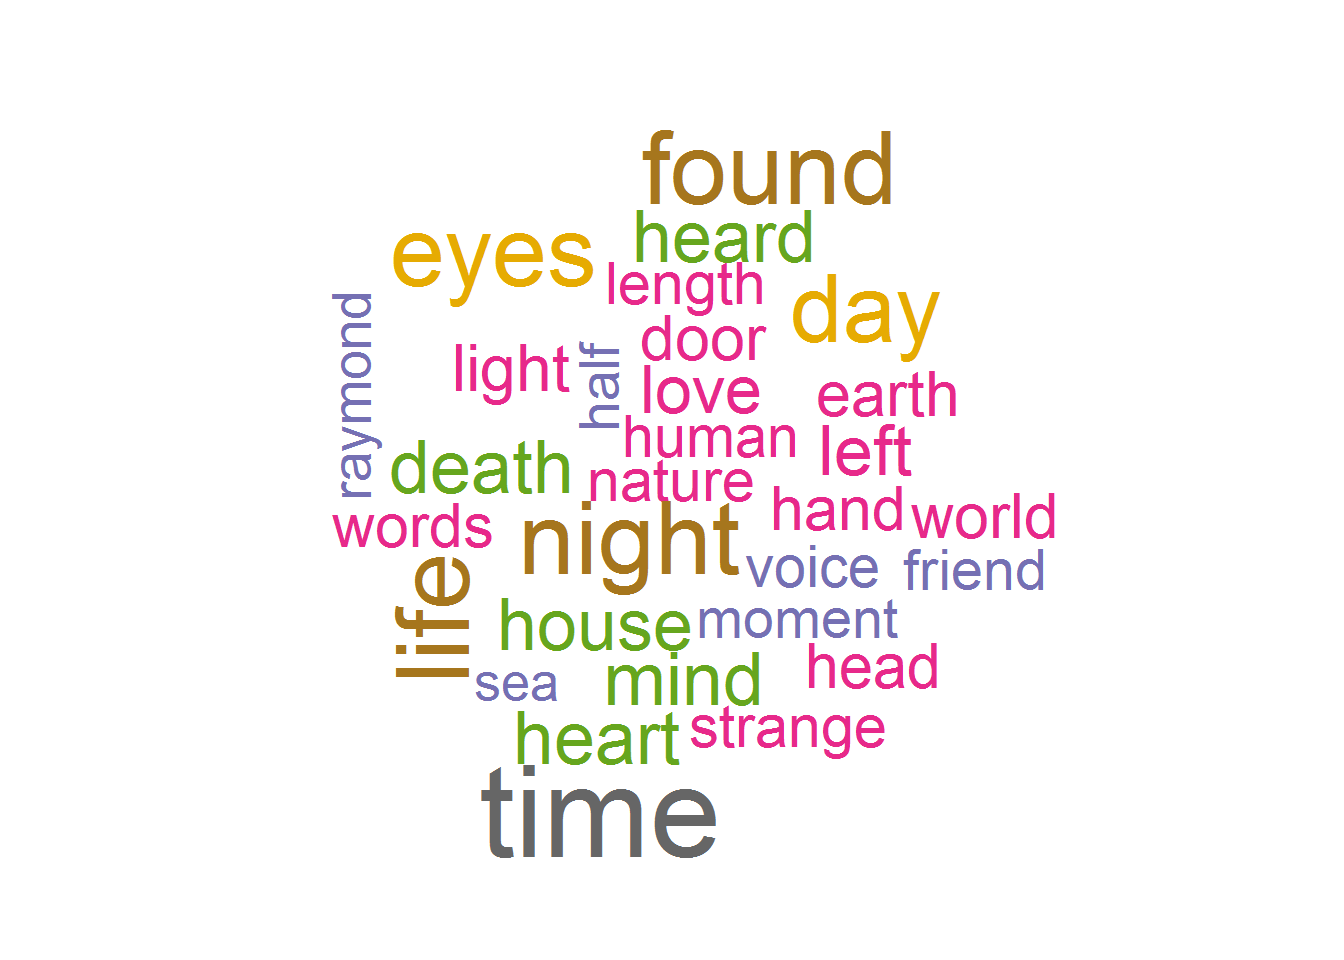 found
eyes
heard
length
day
raymond
door
light
half
love
earth
human
left
death
nature
hand
world
words
night
voice
friend
life
house
moment
sea
mind
head
heart
strange
time